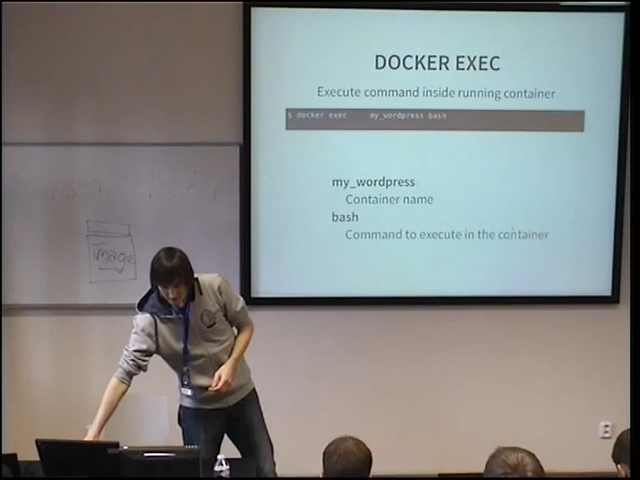 DOCKER EXEC
Execute command inside running container
$ docker exec my_wordpress bash
my_wordpress
Container name
bash
Command to execute in the container
image